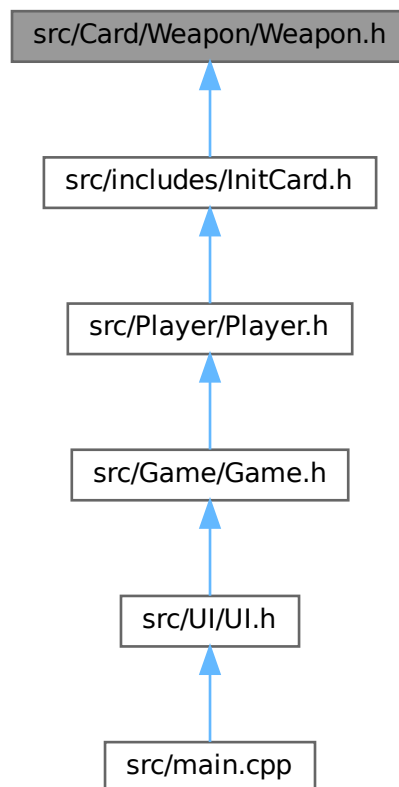 src/Card/Weapon/Weapon.h
src/includes/InitCard.h
src/Player/Player.h
src/Game/Game.h
src/UI/UI.h
src/main.cpp